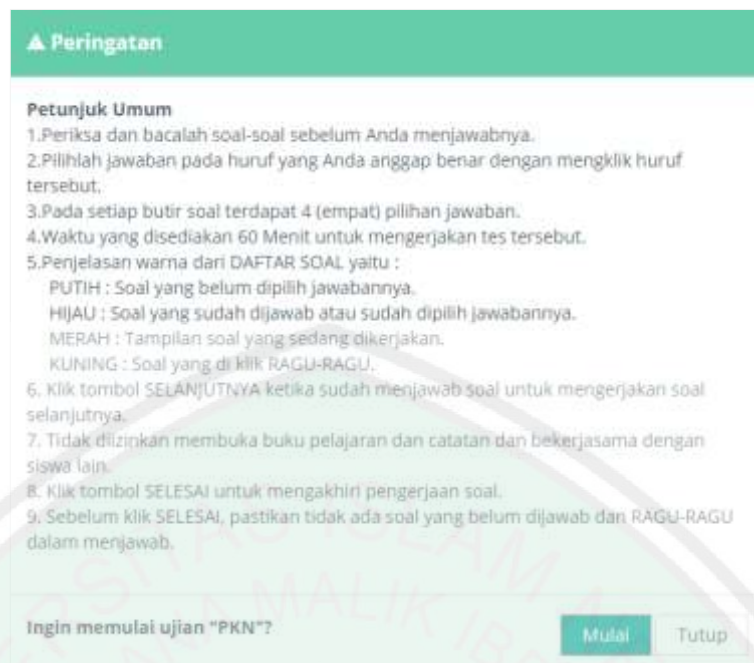 Peringatan
Petunjuk Umum
1.Periksa dan bacalah soal-soal sebelum Anda menjawabnya.
2.Pilihlah jawaban pada huruf yang Anda anggap benar dengan mengklik huruf
tersebut.
3.Pada setiap butir soal terdapat 4 (empat) pilihan jawaban.
4.Waktu yang disediakan 60 Menit untuk mengerjakan tes tersebut.
5.Penjelasan warna dari DAFTAR SOAL yaitu :
PUTIH : Soal yang belum dipilih jawabannya.
HIJAU : Soal yang sudah dijawab atau sudah dipilih jawabannya.
MERAH : Tampilan soal yang sedang dikerjakan.
KUNING : Soal yang di klik RAGU-RAGU.
6. Klik tombol SELANJUTNYA ketika sudah menjawab soal untuk mengerjakan soal
selanjutnya.
7. Tidak diizinkan membuka buku pelajaran dan catatan dan bekerjasama dengan
siswa lain.
8. Klik tombol SELESAI untuk mengakhiri pengerjaan soal.
9. Sebelum klik SELESAI, pastikan tidak ada soal yang belum dijawab dan RAGU-RAGU
dalam menjawab.
Ingin memulai ujian "PKN"?
Mulai
Tutup